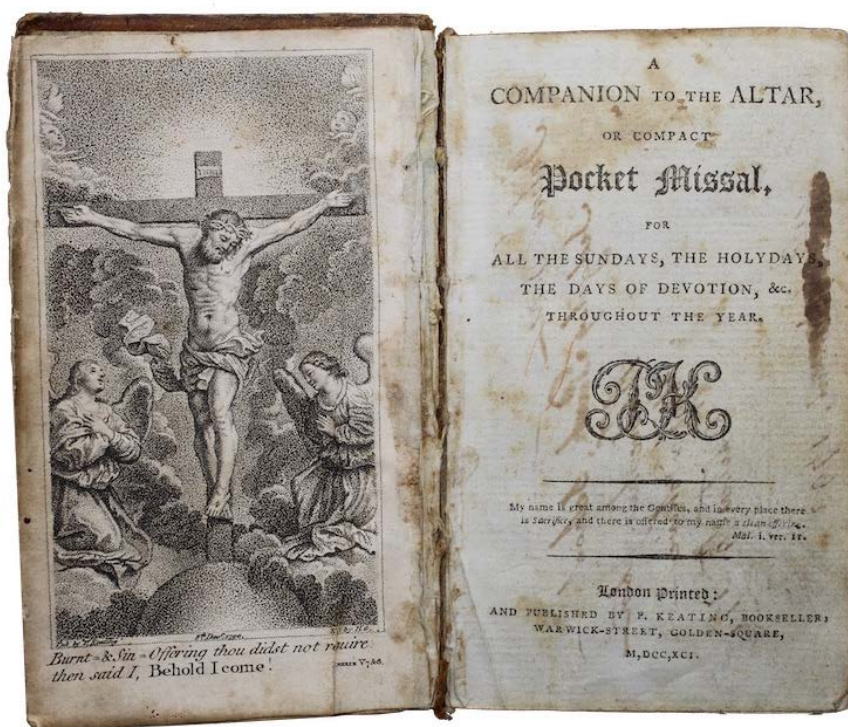 Burnt=&Sin=Offering thou didst not rquire
then said I, Behold I come!
A
COMPANION TO THE ALTAR,
OR COMPACT
Pocket Missal,
FOR
ALL THE SUNDAYS, THE HOLYDAYS,
THE DAYS OF DEVOTION, &c.
THROUGHOUT THE YEAR.
My name is great among the Gentiles, and in every place there
is Sacrifice, and there is offered to my name a clean offering.
Mal. i. ver. 11.
London Printed:
AND PUBLISHED BY P. KEATING, BOOKSELLER;
WARWICK-STREET, GOLDEN-SQUARE,
M,DCC,XCI.